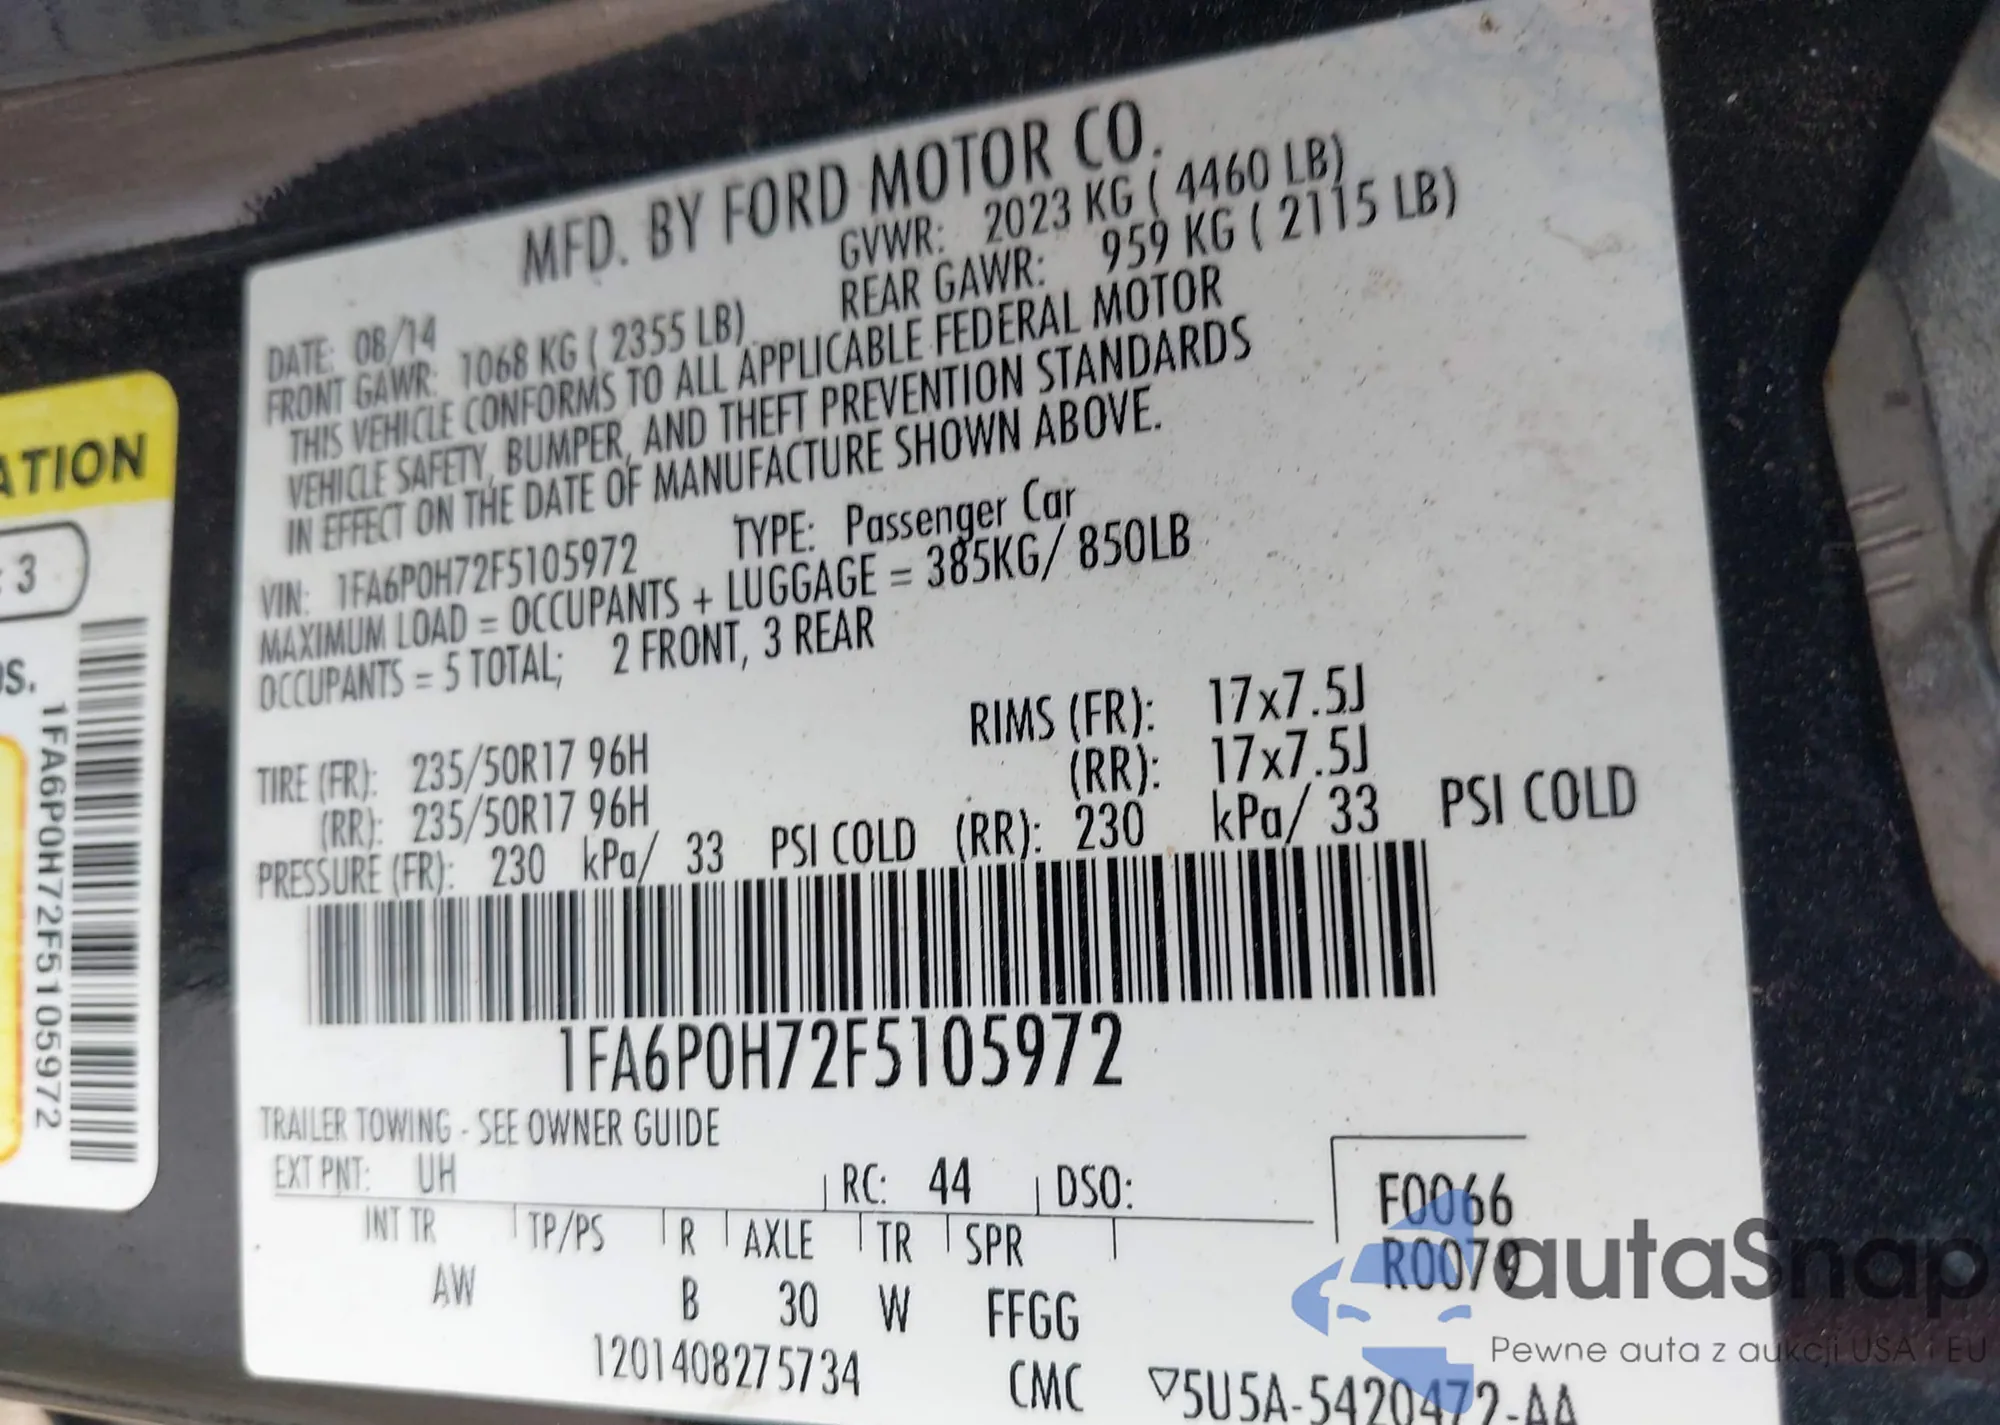 MFD. BY FORD MOTOR CO.
DATE: 08/14 GVWR: 2023 KG ( 4460 LB)
FRONT GAWR: 1068 KG ( 2355 LB) REAR GAWR: 959 KG ( 2115 LB)
THIS VEHICLE CONFORMS TO ALL APPLICABLE FEDERAL MOTOR
VEHICLE SAFETY, BUMPER, AND THEFT PREVENTION STANDARDS
IN EFFECT ON THE DATE OF MANUFACTURE SHOWN ABOVE.
VIN: 1FA6P0H72F5105972 TYPE: Passenger Car
MAXIMUM LOAD = OCCUPANTS + LUGGAGE = 385KG/ 850LB
OCCUPANTS = 5 TOTAL; 2 FRONT, 3 REAR
TIRE (FR): 235/50R17 96H RIMS (FR): 17x7.5J
(RR): 235/50R17 96H (RR): 17x7.5J
PRESSURE (FR): 230 kPa/ 33 PSI COLD (RR): 230 kPa/ 33 PSI COLD
1FA6P0H72F5105972
TRAILER TOWING - SEE OWNER GUIDE
EXT PNT: UH RC: 44 DSO:
INT TR TP/PS R AXLE TR SPR
AW B 30 W FFGG
F0066
R0079
1201408275734 CMC ▽5U5A-5420472-AA
ATION
: 3
S.
1FA6P0H72F5105972
autaSnap
Pewne auta z aukcji USA i EU